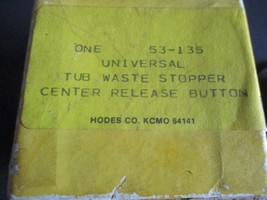 ONE 53-135
UNIVERSAL
TUB WASTE STOPPER
CENTER RELEASE BUTTON
HODES CO. KCMO 64141